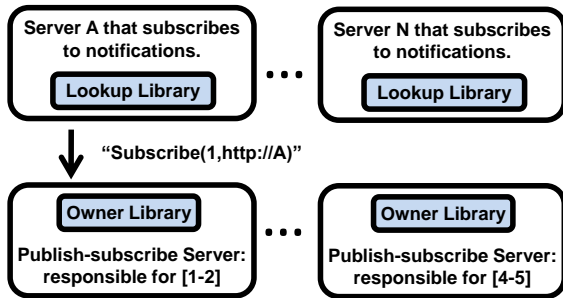 Server A that subscribes
to notifications.
Lookup Library
...
Server N that subscribes
to notifications.
Lookup Library
“Subscribe(1,http://A)”
Owner Library
Publish-subscribe Server:
responsible for [1-2]
...
Owner Library
Publish-subscribe Server:
responsible for [4-5]